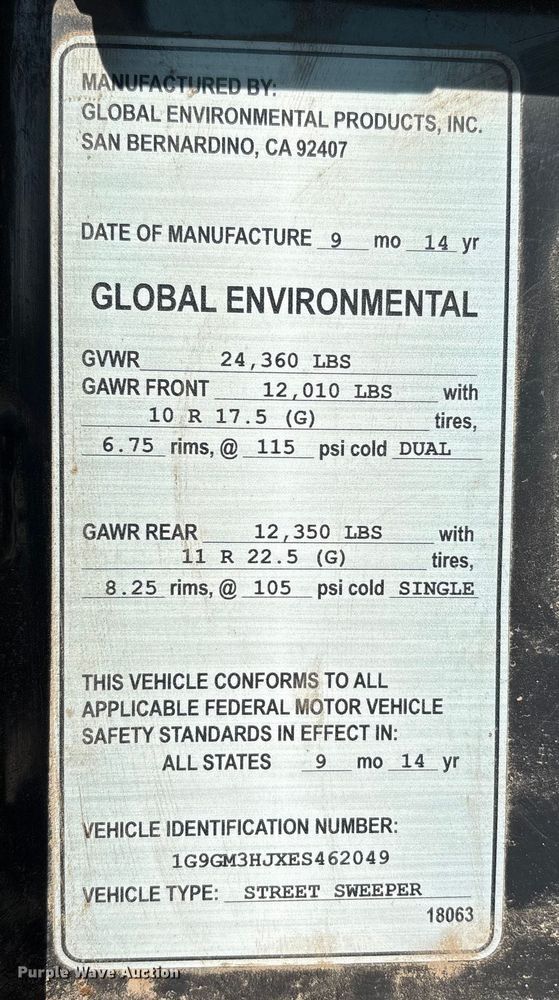 MANUFACTURED BY:
GLOBAL ENVIRONMENTAL PRODUCTS, INC.
SAN BERNARDINO, CA 92407
DATE OF MANUFACTURE 9 mo 14 yr
GLOBAL ENVIRONMENTAL
GVWR 24,360 LBS
GAWR FRONT 12,010 LBS with
10 R 17.5 (G) tires,
6.75 rims, @ 115 psi cold DUAL
GAWR REAR 12,350 LBS with
11 R 22.5 (G) tires,
8.25 rims, @ 105 psi cold SINGLE
THIS VEHICLE CONFORMS TO ALL
APPLICABLE FEDERAL MOTOR VEHICLE
SAFETY STANDARDS IN EFFECT IN:
ALL STATES 9 mo 14 yr
VEHICLE IDENTIFICATION NUMBER:
1G9GM3HJXES462049
VEHICLE TYPE: STREET SWEEPER
18063
Purple Wave Auction